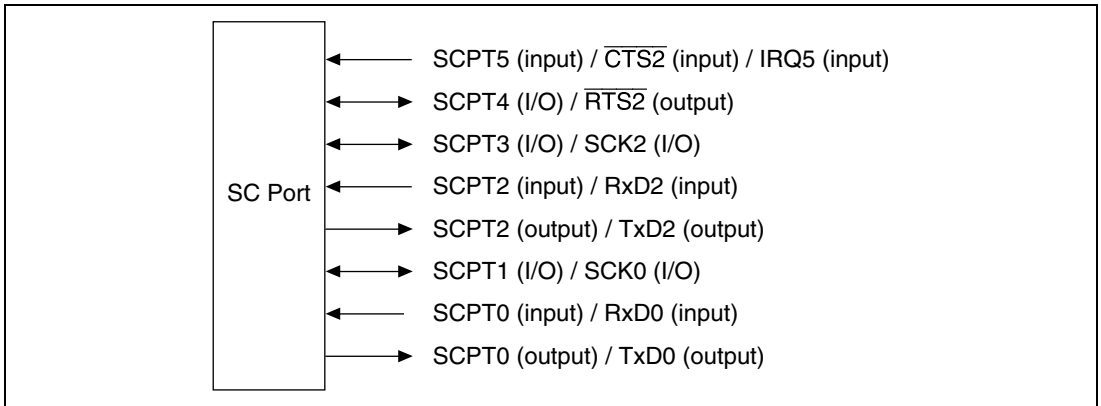 SC Port
SCPT5 (input) / CTS2 (input) / IRQ5 (input)
SCPT4 (I/O) / RTS2 (output)
SCPT3 (I/O) / SCK2 (I/O)
SCPT2 (input) / RxD2 (input)
SCPT2 (output) / TxD2 (output)
SCPT1 (I/O) / SCK0 (I/O)
SCPT0 (input) / RxD0 (input)
SCPT0 (output) / TxD0 (output)